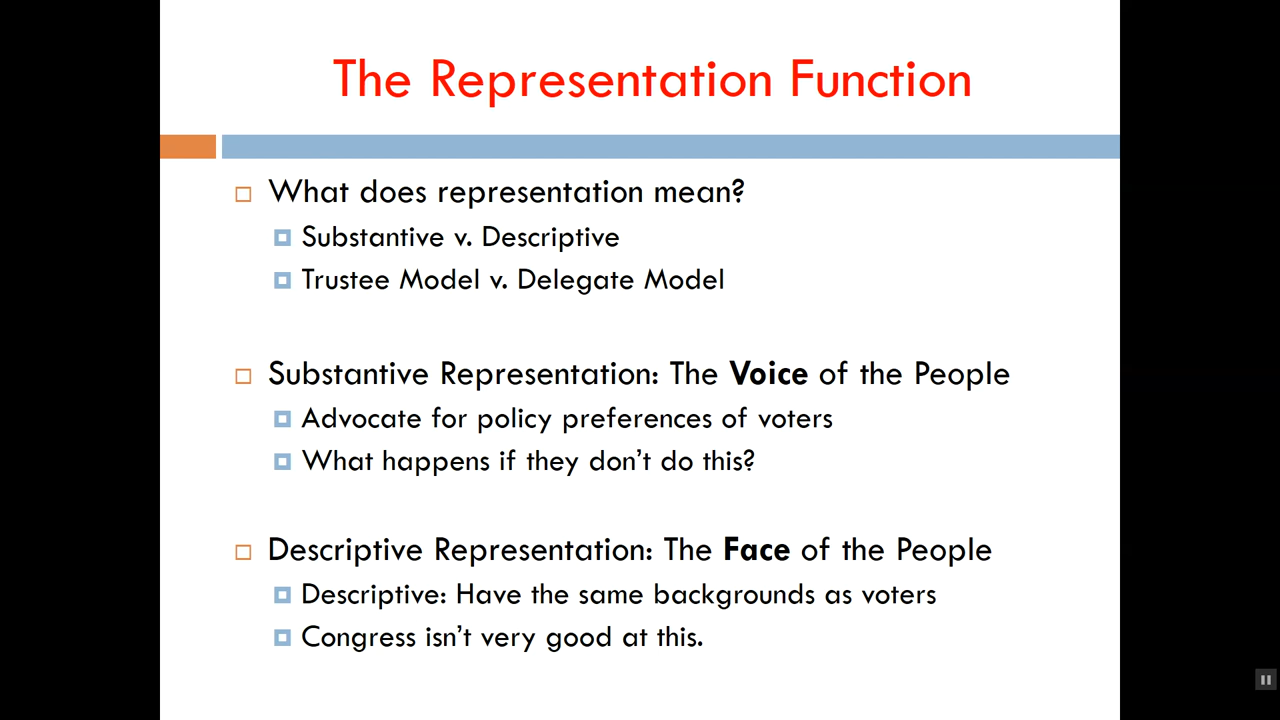 The Representation Function
What does representation mean?
Substantive v. Descriptive
Trustee Model v. Delegate Model
Substantive Representation: The Voice of the People
Advocate for policy preferences of voters
What happens if they don’t do this?
Descriptive Representation: The Face of the People
Descriptive: Have the same backgrounds as voters
Congress isn’t very good at this.